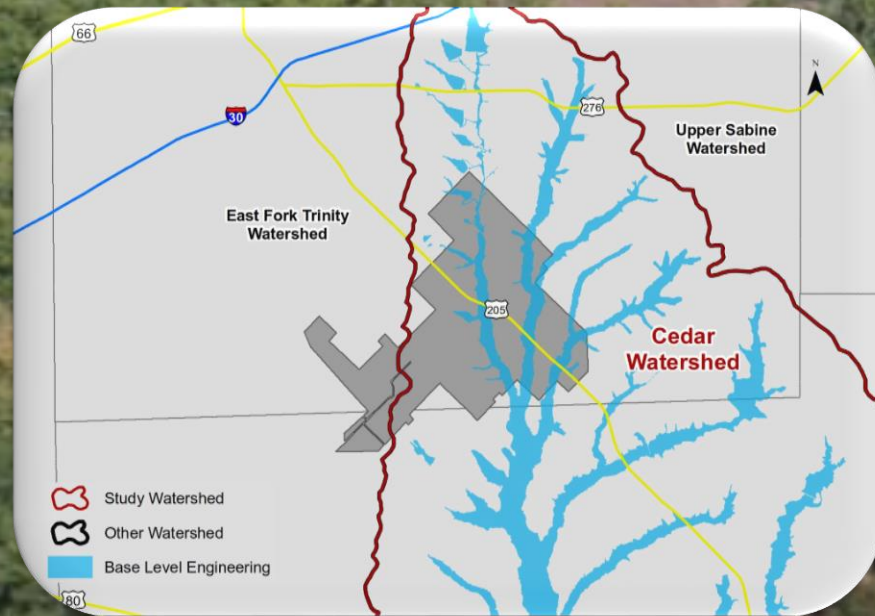 66
N
30
276
Upper Sabine
Watershed
East Fork Trinity
Watershed
205
Cedar
Watershed
Study Watershed
Other Watershed
Base Level Engineering
80